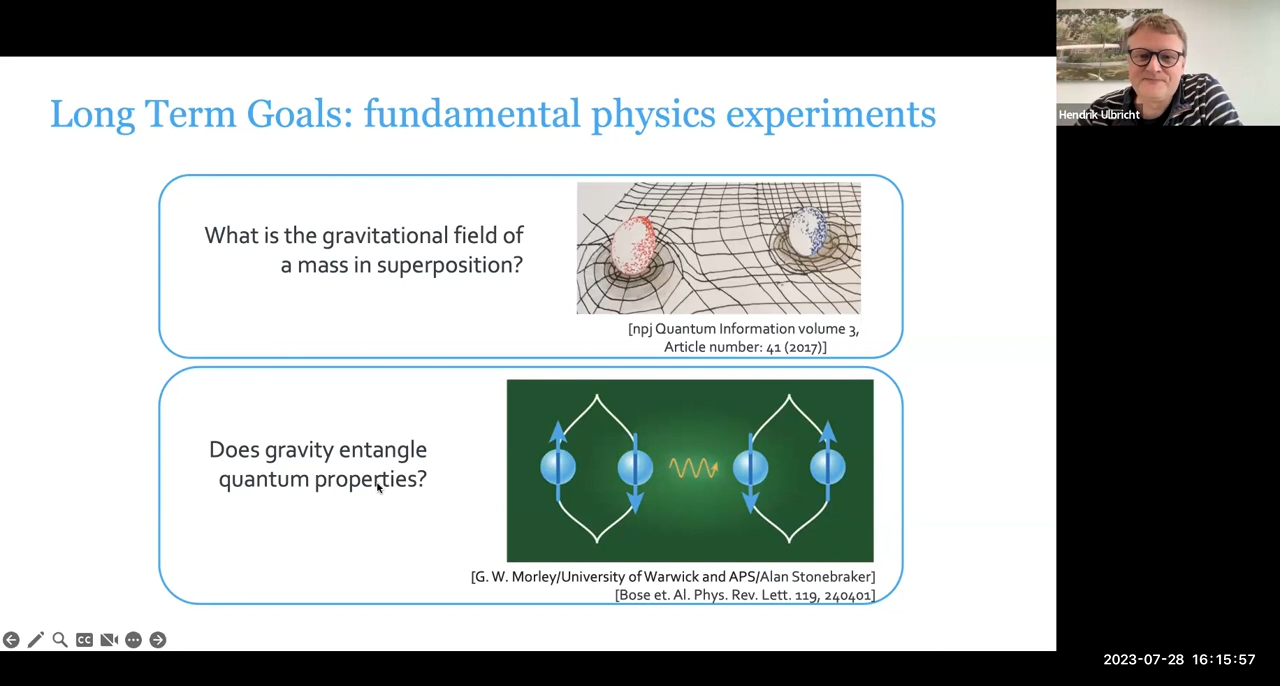 Long Term Goals: fundamental physics experiments
Hendrik Ulbricht
What is the gravitational field of
a mass in superposition?
[npj Quantum Information volume 3,
Article number: 41 (2017)]
Does gravity entangle
quantum properties?
[G. W. Morley/University of Warwick and APS/Alan Stonebraker]
[Bose et. Al. Phys. Rev. Lett. 119, 240401]
CC
2023-07-28 16:15:57